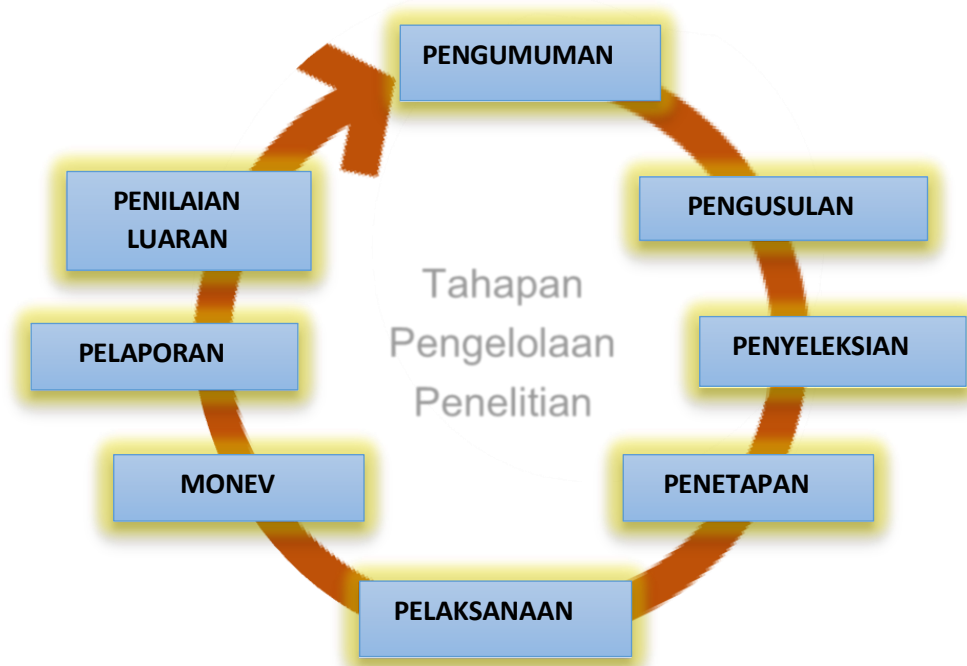 PENGUMUMAN
PENGUSULAN
PENYELEKSIAN
PENETAPAN
PELAKSANAAN
MONEV
PELAPORAN
PENILAIAN
LUARAN
Tahapan
Pengelolaan
Penelitian